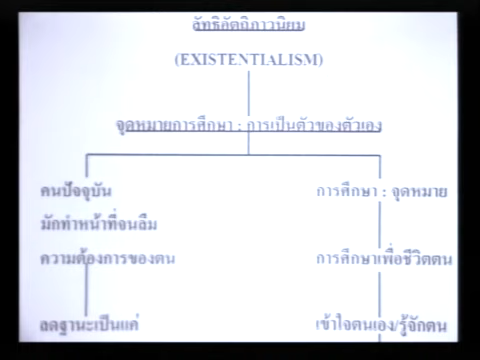 ลัทธิอัตถิภาวนิยม
(EXISTENTIALISM)
จุดหมายการศึกษา : การเป็นตัวของตัวเอง
คนปัจจุบัน
มักทำหน้าที่จนลืม
ความต้องการของตน
ลดฐานะเป็นแค่
การศึกษา : จุดหมาย
การศึกษาเพื่อชีวิตตน
เข้าใจตนเอง/รู้จักตน